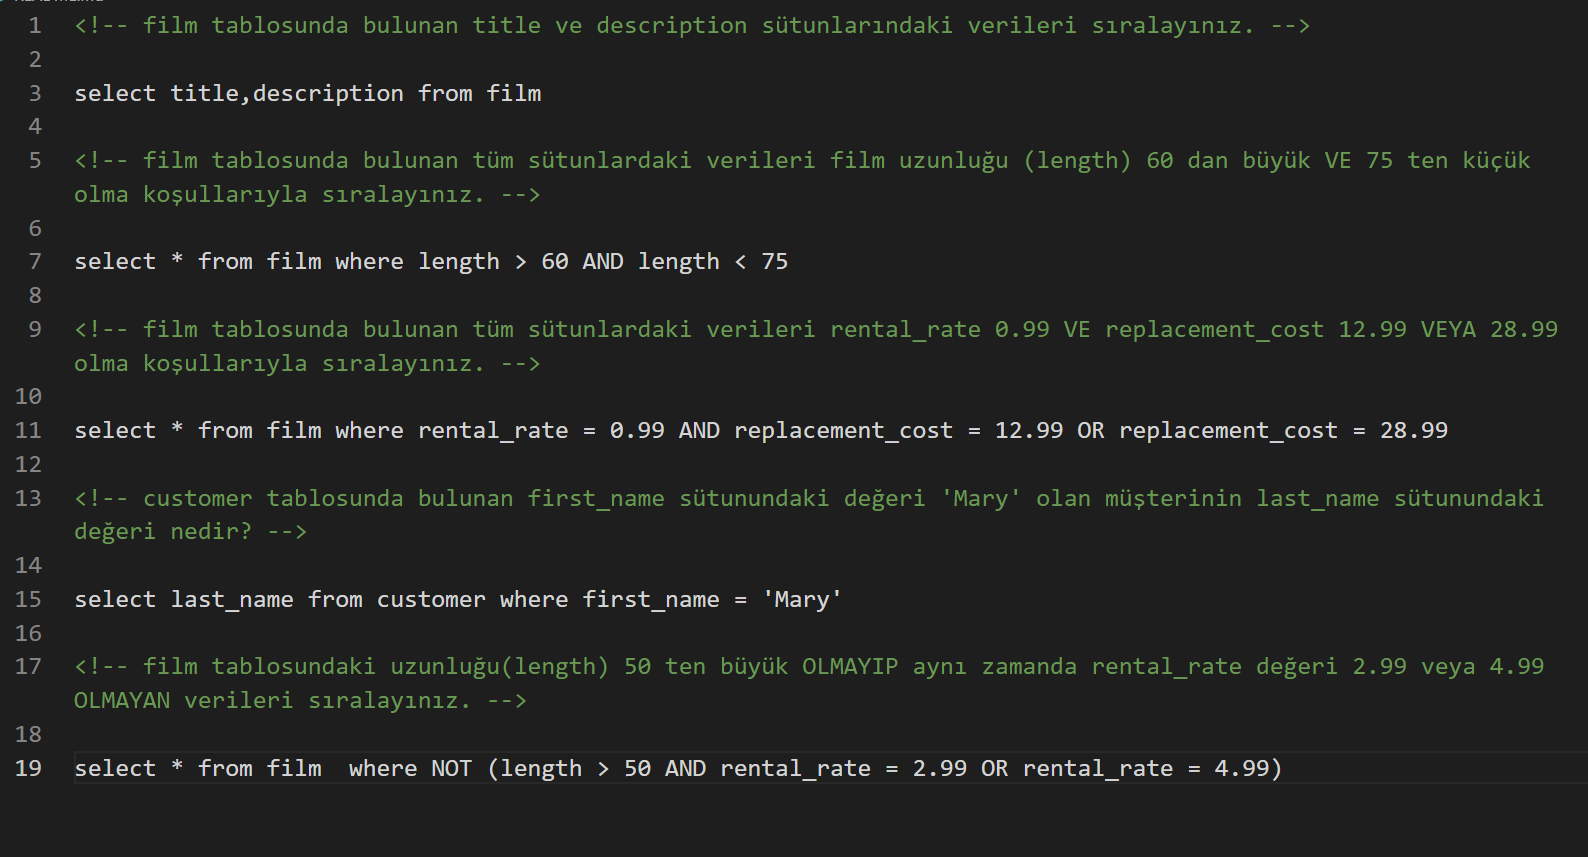 1 <!-- film tablosunda bulunan title ve description sütunlarındaki verileri sıralayınız. -->
2
3 select title,description from film
4
5 <!-- film tablosunda bulunan tüm sütunlardaki verileri film uzunluğu (length) 60 dan büyük VE 75 ten küçük
olma koşullarıyla sıralayınız. -->
6
7 select * from film where length > 60 AND length < 75
8
9 <!-- film tablosunda bulunan tüm sütunlardaki verileri rental_rate 0.99 VE replacement_cost 12.99 VEYA 28.99
olma koşullarıyla sıralayınız. -->
10
11 select * from film where rental_rate = 0.99 AND replacement_cost = 12.99 OR replacement_cost = 28.99
12
13 <!-- customer tablosunda bulunan first_name sütunundaki değeri 'Mary' olan müşterinin last_name sütunundaki
değeri nedir? -->
14
15 select last_name from customer where first_name = 'Mary'
16
17 <!-- film tablosundaki uzunluğu(length) 50 ten büyük OLMAYIP aynı zamanda rental_rate değeri 2.99 veya 4.99
OLMAYAN verileri sıralayınız. -->
18
19 select * from film  where NOT (length > 50 AND rental_rate = 2.99 OR rental_rate = 4.99)